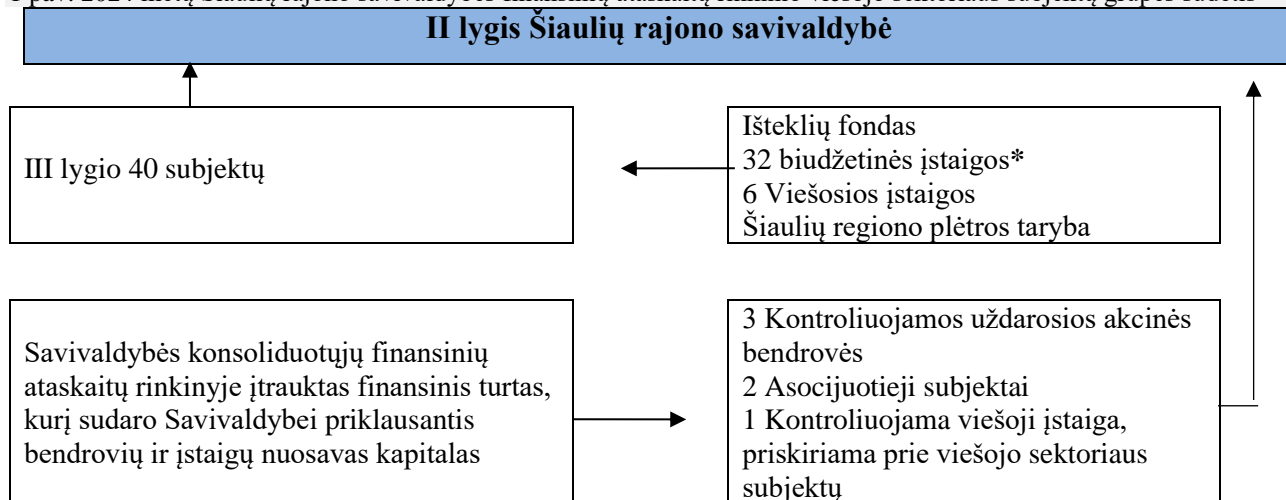 II lygis Šiaulių rajono savivaldybė
III lygio 40 subjektų
Išteklių fondas
32 biudžetinės įstaigos*
6 Viešosios įstaigos
Šiaulių regiono plėtros taryba
Savivaldybės konsoliduotųjų finansinių
ataskaitų rinkinyje įtrauktas finansinis turtas,
kurį sudaro Savivaldybei priklausantis
bendrovių ir įstaigų nuosavas kapitalas
3 Kontroliuojamos uždarosios akcinės
bendrovės
2 Asocijuotieji subjektai
1 Kontroliuojama viešoji įstaiga,
priskiriama prie viešojo sektoriaus
subjektų